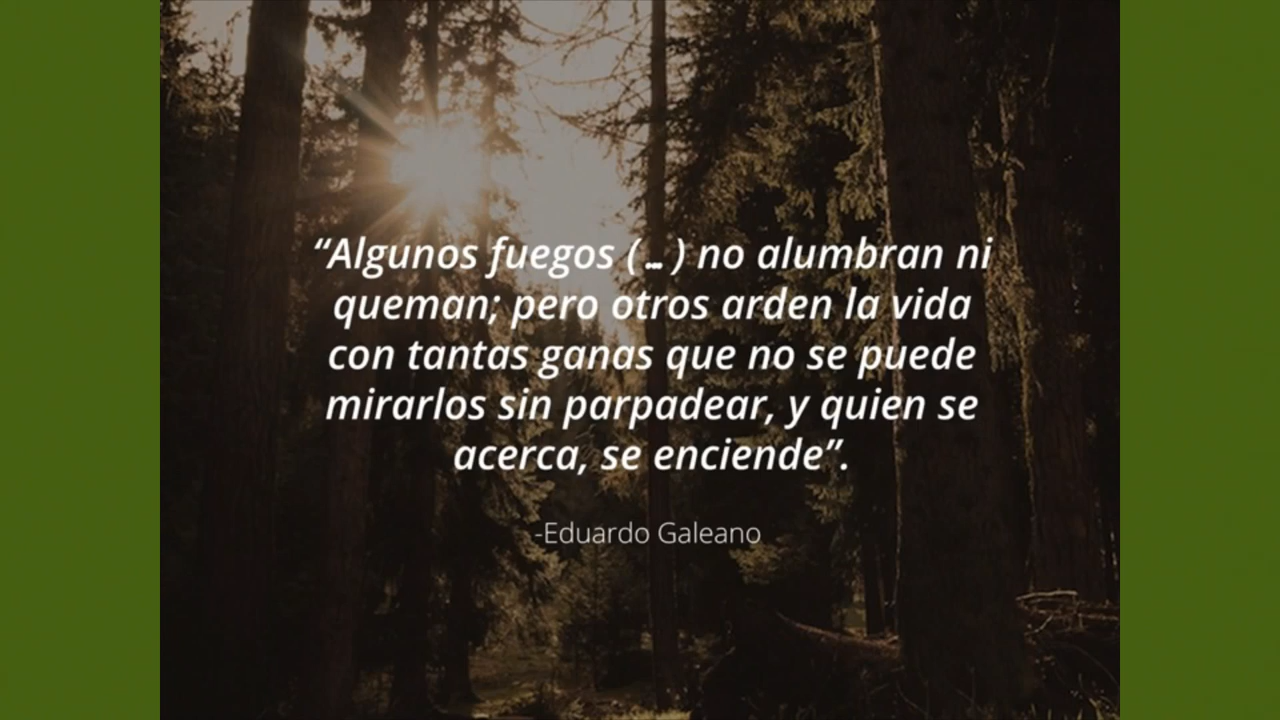 “Algunos fuegos (...) no alumbran ni
queman; pero otros arden la vida
con tantas ganas que no se puede
mirarlos sin parpadear, y quien se
acerca, se enciende”.
-Eduardo Galeano